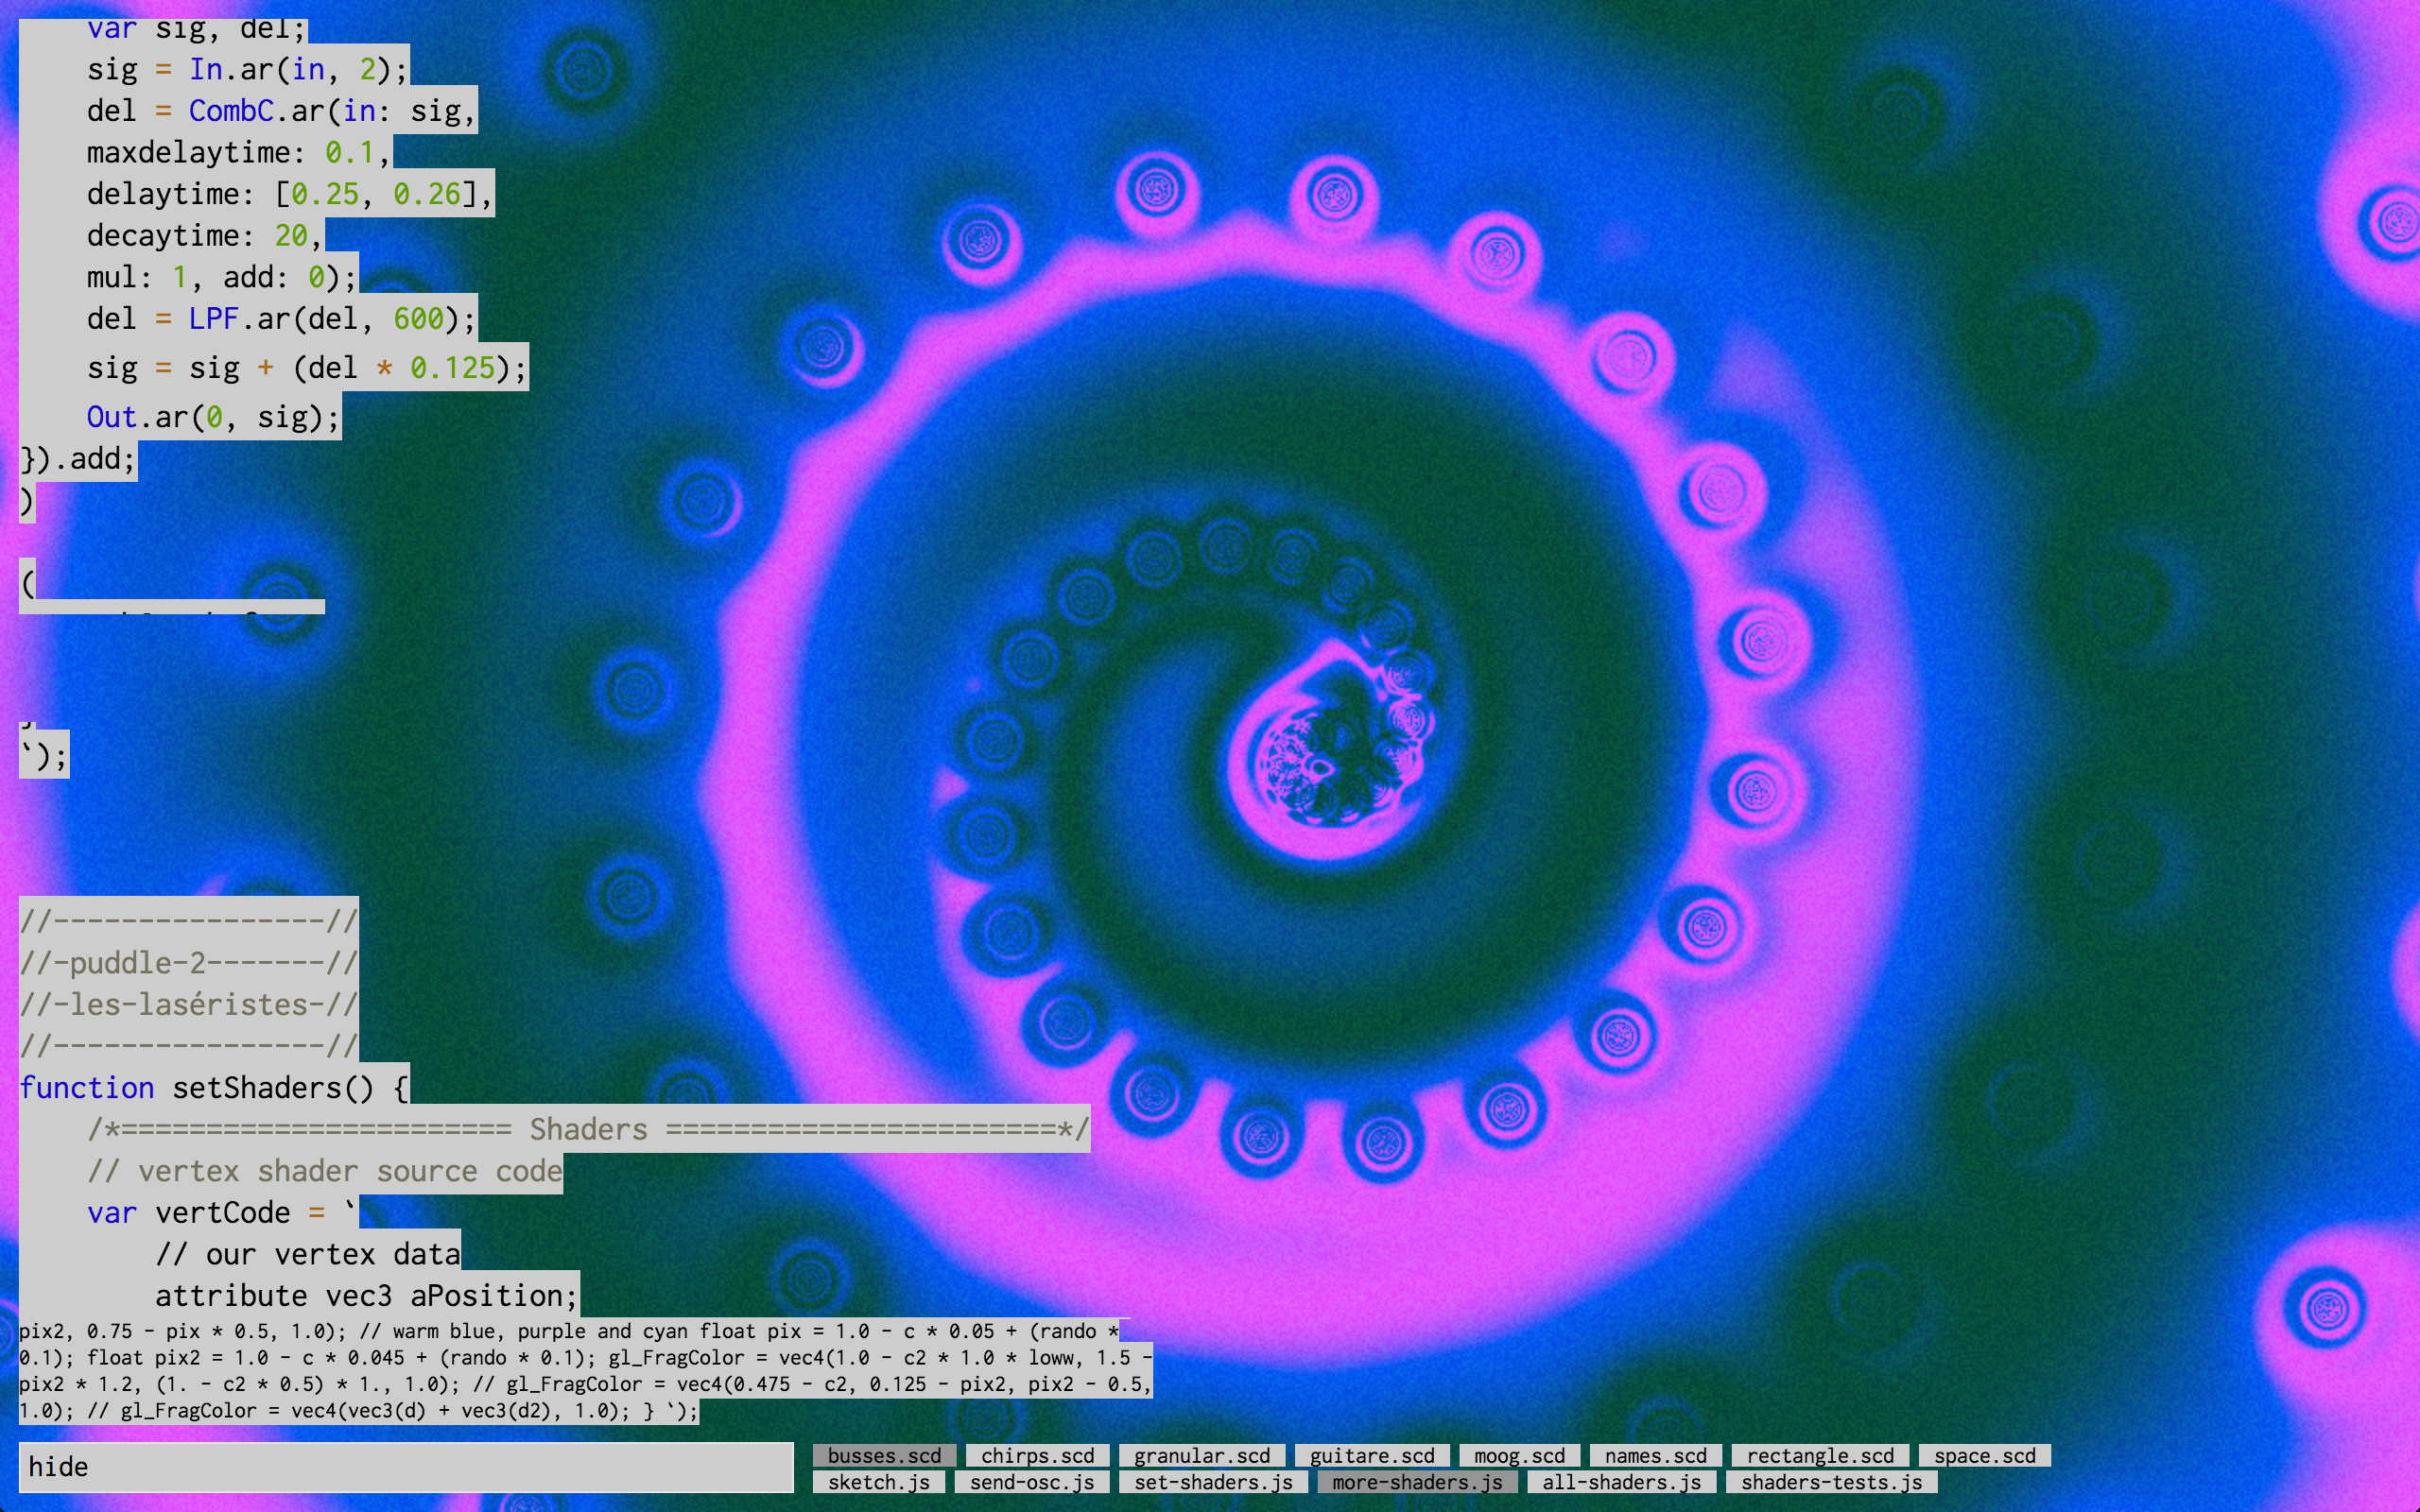 var sig, del;
sig = In.ar(in, 2);
del = CombC.ar(in: sig,
maxdelaytime: 0.1,
delaytime: [0.25, 0.26],
decaytime: 20,
mul: 1, add: 0);
del = LPF.ar(del, 600);
sig = sig + (del * 0.125);
Out.ar(0, sig);
}).add;
)
(
`);
//----------------//
//-puddle-2-------//
//-les-laséristes-//
//----------------//
function setShaders() {
/*======================= Shaders =======================*/
// vertex shader source code
var vertCode = `
// our vertex data
attribute vec3 aPosition;
pix2, 0.75 - pix * 0.5, 1.0); // warm blue, purple and cyan float pix = 1.0 - c * 0.05 + (rando *
0.1); float pix2 = 1.0 - c * 0.045 + (rando * 0.1); gl_FragColor = vec4(1.0 - c2 * 1.0 * loww, 1.5 -
pix2 * 1.2, (1. - c2 * 0.5) * 1., 1.0); // gl_FragColor = vec4(0.475 - c2, 0.125 - pix2, pix2 - 0.5,
1.0); // gl_FragColor = vec4(vec3(d) + vec3(d2), 1.0); } `);
hide
busses.scd chirps.scd granular.scd guitare.scd moog.scd names.scd rectangle.scd space.scd
sketch.js send-osc.js set-shaders.js more-shaders.js all-shaders.js shaders-tests.js